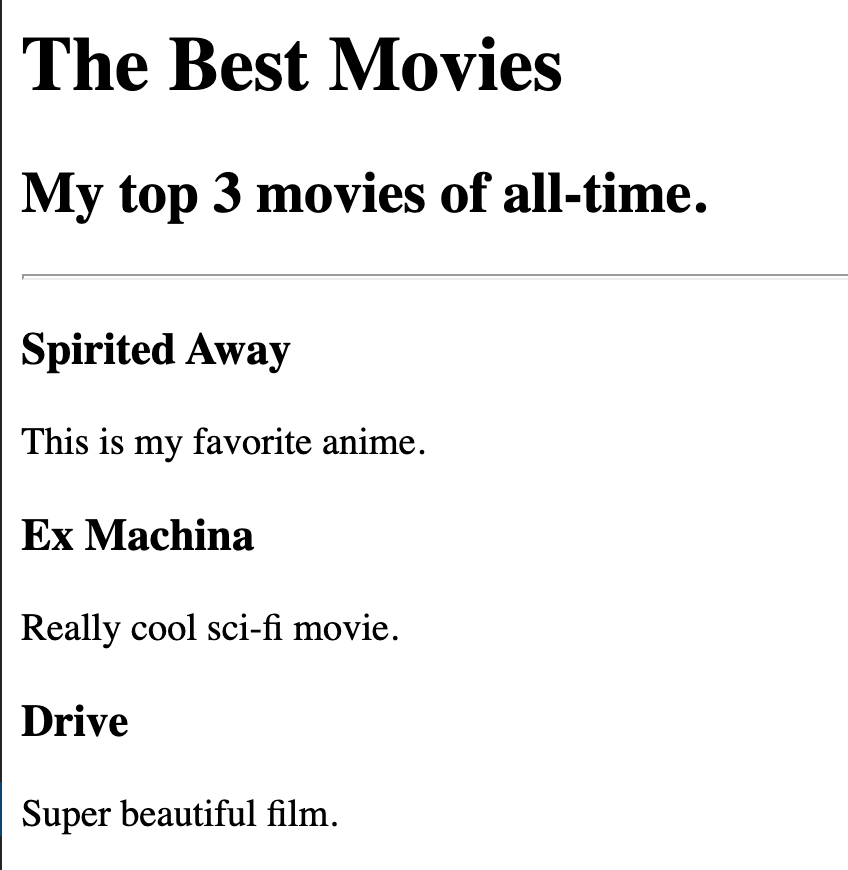 The Best Movies
My top 3 movies of all-time.
Spirited Away
This is my favorite anime.
Ex Machina
Really cool sci-fi movie.
Drive
Super beautiful film.